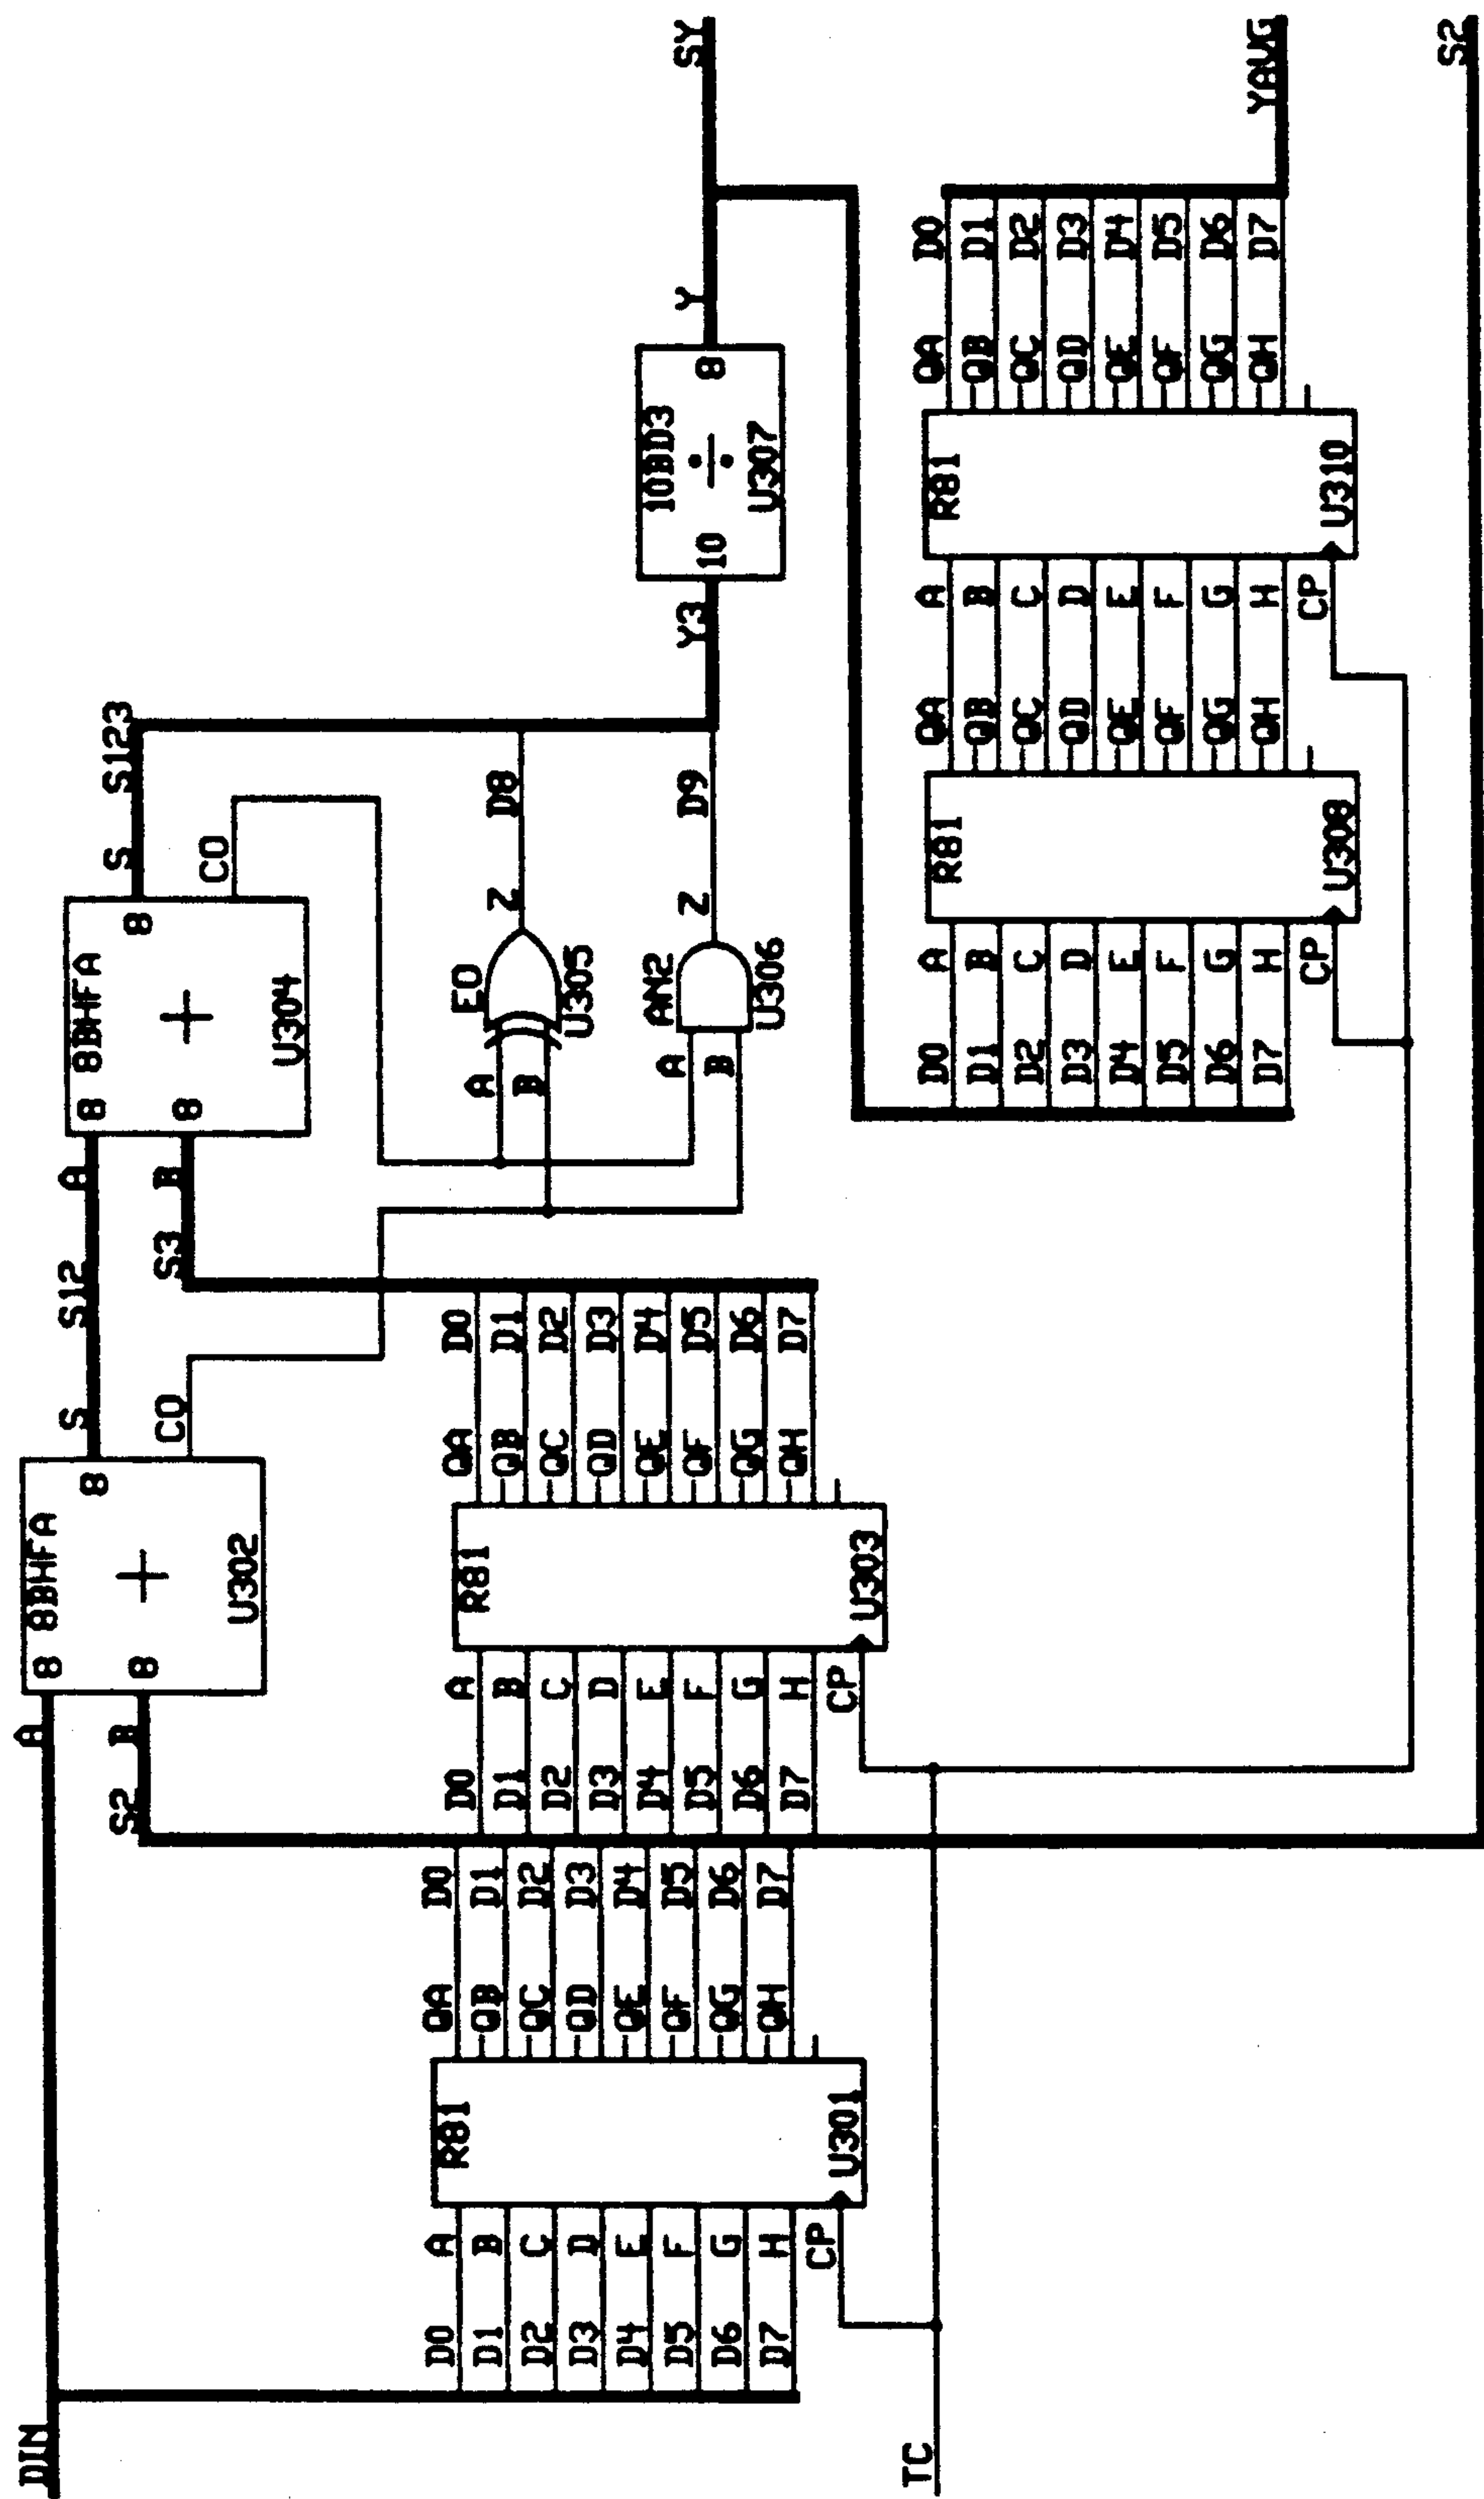 DIN
A
8
8BHFA
8
S
S12
A
8
8BHFA
8
S
S123
S2
B
8
U302
CO
S3
B
8
U304
CO
D0 A R81 QA D0
D1 B QB D1
D2 C QC D2
D3 D QD D3
D4 E QE D4
D5 F QF D5
D6 G QG D6
D7 H QH D7
CP U301
D0 A R81 QA D0
D1 B QB D1
D2 C QC D2
D3 D QD D3
D4 E QE D4
D5 F QF D5
D6 G QG D6
D7 H QH D7
CP U303
A EO Z D8
B U305
A AN2 Z D9
B U306
Y3 10 10BD3 8 Y SY
U307
D0 A R81 QA A R81 QA D0
D1 B QB B QB D1
D2 C QC C QC D2
D3 D QD D QD D3
D4 E QE E QE D4
D5 F QF F QF D5
D6 G QG G QG D6
D7 H QH H QH D7
CP U308 CP U310
TC
YAVG
S2